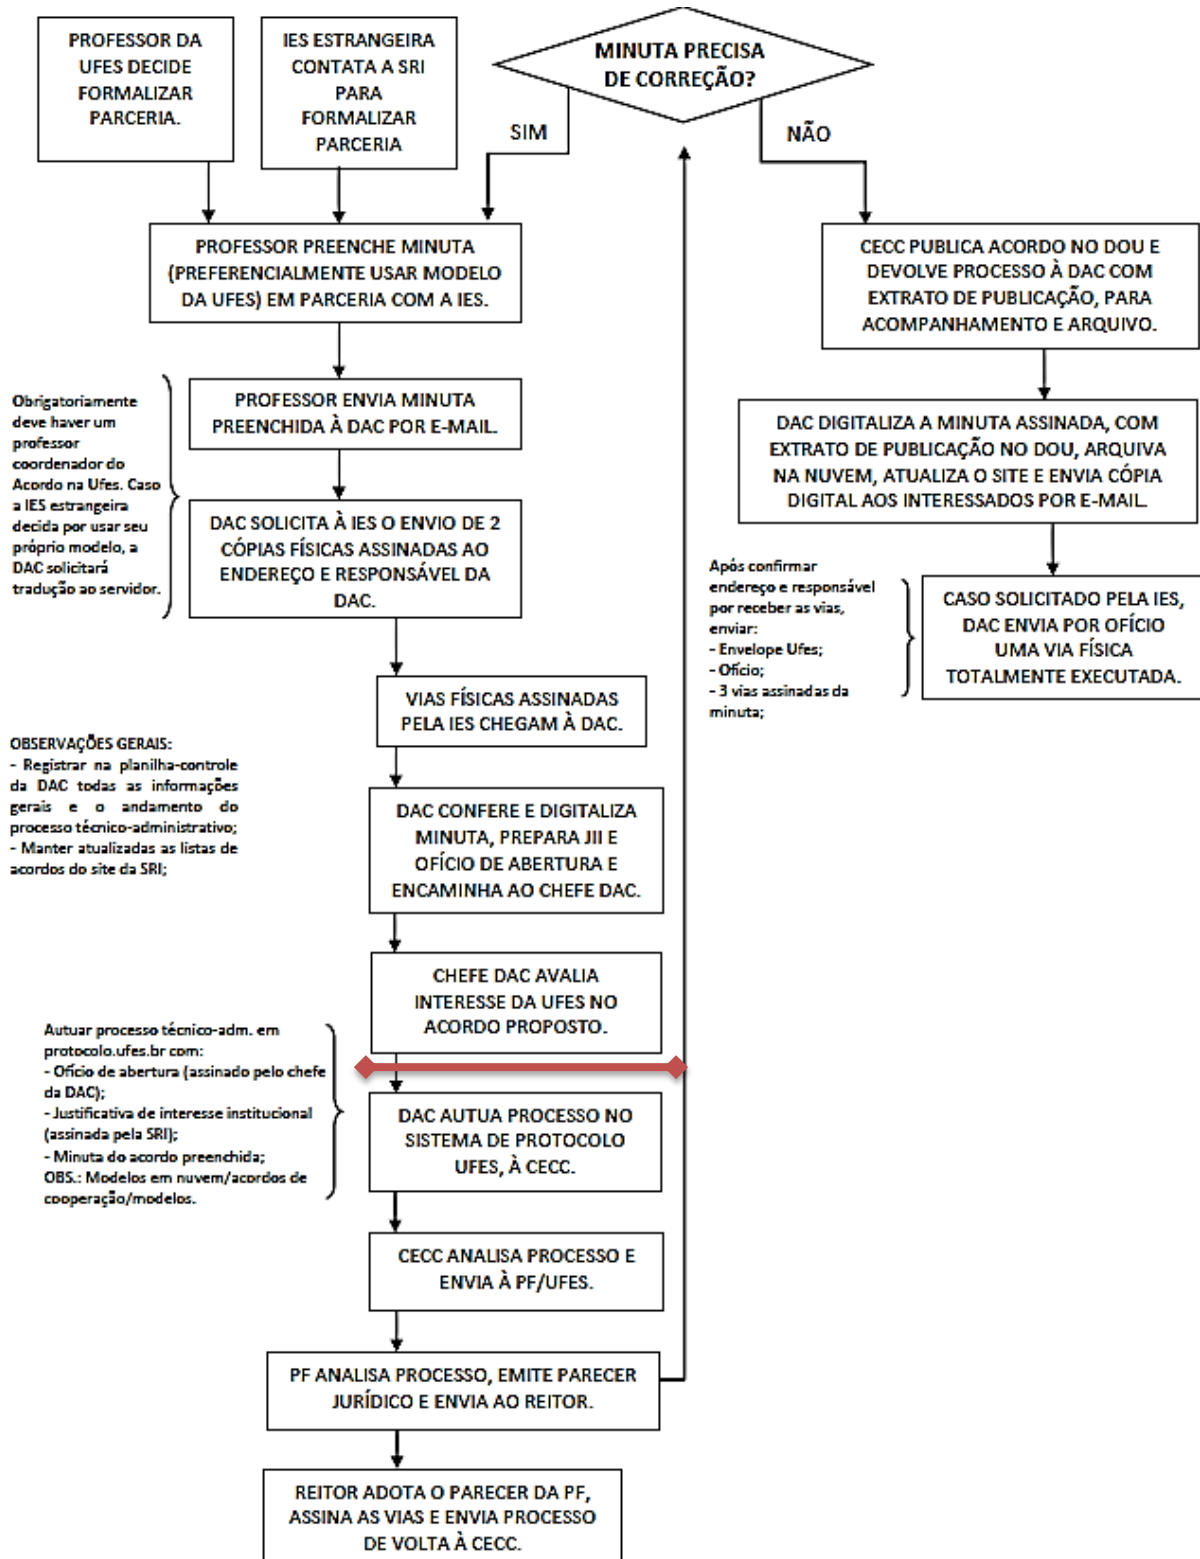 PROFESSOR DA
UFES DECIDE
FORMALIZAR
PARCERIA.
IES ESTRANGEIRA
CONTATA A SRI
PARA
FORMALIZAR
PARCERIA
MINUTA PRECISA
DE CORREÇÃO?
SIM
NÃO
PROFESSOR PREENCHE MINUTA
(PREFERENCIALMENTE USAR MODELO
DA UFES) EM PARCERIA COM A IES.
CECC PUBLICA ACORDO NO DOU E
DEVOLVE PROCESSO À DAC COM
EXTRATO DE PUBLICAÇÃO, PARA
ACOMPANHAMENTO E ARQUIVO.
Obrigatoriamente
deve haver um
professor
coordenador do
Acordo na Ufes. Caso
a IES estrangeira
decida por usar seu
próprio modelo, a
DAC solicitará
tradução ao servidor.
PROFESSOR ENVIA MINUTA
PREENCHIDA À DAC POR E-MAIL.
DAC DIGITALIZA A MINUTA ASSINADA, COM
EXTRATO DE PUBLICAÇÃO NO DOU, ARQUIVA
NA NUVEM, ATUALIZA O SITE E ENVIA CÓPIA
DIGITAL AOS INTERESSADOS POR E-MAIL.
DAC SOLICITA À IES O ENVIO DE 2
CÓPIAS FÍSICAS ASSINADAS AO
ENDEREÇO E RESPONSÁVEL DA
DAC.
Após confirmar
endereço e responsável
por receber as vias,
enviar:
- Envelope Ufes;
- Ofício;
- 3 vias assinadas da
minuta;
CASO SOLICITADO PELA IES,
DAC ENVIA POR OFÍCIO
UMA VIA FÍSICA
TOTALMENTE EXECUTADA.
VIAS FÍSICAS ASSINADAS
PELA IES CHEGAM À DAC.
OBSERVAÇÕES GERAIS:
- Registrar na planilha-controle
da DAC todas as informações
gerais e o andamento do
processo técnico-administrativo;
- Manter atualizadas as listas de
acordos do site da SRI;
DAC CONFERE E DIGITALIZA
MINUTA, PREPARA JII E
OFÍCIO DE ABERTURA E
ENCAMINHA AO CHEFE DAC.
CHEFE DAC AVALIA
INTERESSE DA UFES NO
ACORDO PROPOSTO.
Autuar processo técnico-adm. em
protocolo.ufes.br com:
- Ofício de abertura (assinado pelo chefe
da DAC);
- Justificativa de interesse institucional
(assinada pela SRI);
- Minuta do acordo preenchida;
OBS.: Modelos em nuvem/acordos de
cooperação/modelos.
DAC AUTUA PROCESSO NO
SISTEMA DE PROTOCOLO
UFES, À CECC.
CECC ANALISA PROCESSO E
ENVIA À PF/UFES.
PF ANALISA PROCESSO, EMITE PARECER
JURÍDICO E ENVIA AO REITOR.
REITOR ADOTA O PARECER DA PF,
ASSINA AS VIAS E ENVIA PROCESSO
DE VOLTA À CECC.